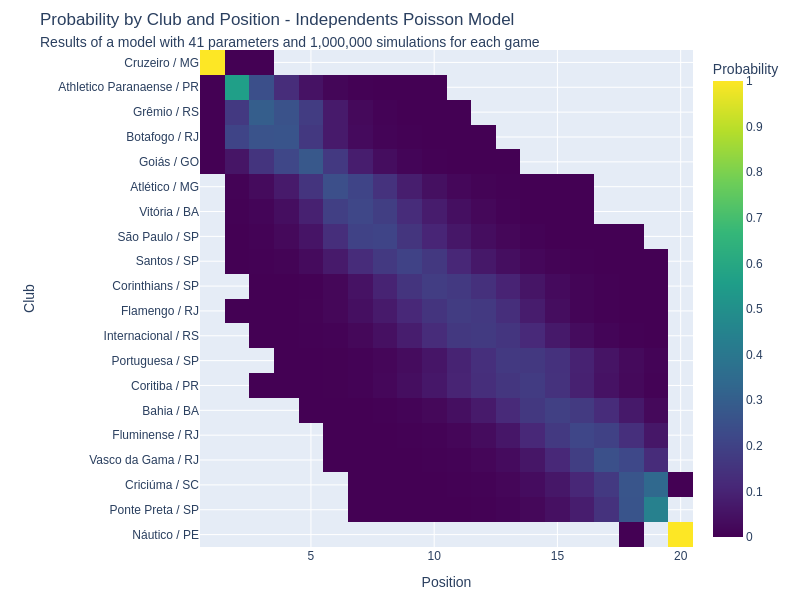 Probability by Club and Position - Independents Poisson Model
Results of a model with 41 parameters and 1,000,000 simulations for each game
Probability
Cruzeiro / MG
Athletico Paranaense / PR
Grêmio / RS
Botafogo / RJ
Goiás / GO
Atlético / MG
Vitória / BA
São Paulo / SP
Santos / SP
Corinthians / SP
Flamengo / RJ
Internacional / RS
Portuguesa / SP
Coritiba / PR
Bahia / BA
Fluminense / RJ
Vasco da Gama / RJ
Criciúma / SC
Ponte Preta / SP
Náutico / PE
Club
5
10
15
20
Position
1
0.9
0.8
0.7
0.6
0.5
0.4
0.3
0.2
0.1
0